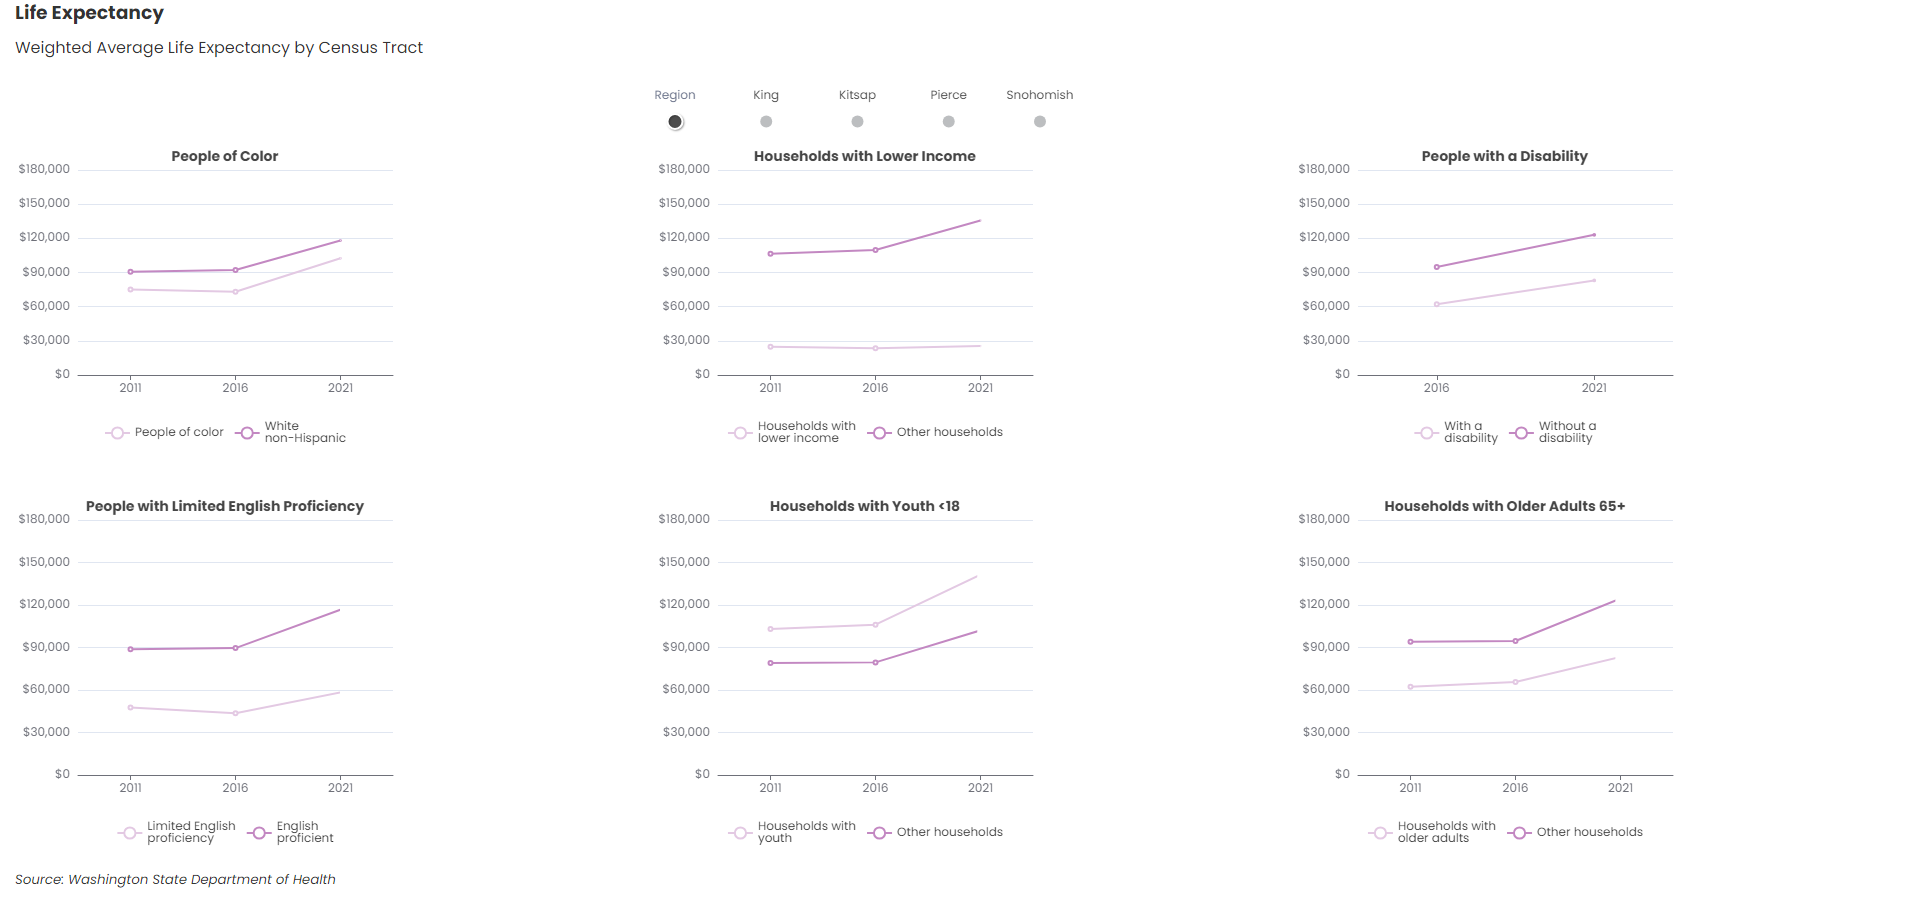 Life Expectancy
Weighted Average Life Expectancy by Census Tract
Region King Kitsap Pierce Snohomish
People of Color
$180,000
$150,000
$120,000
$90,000
$60,000
$30,000
$0
2011 2016 2021
People of color
White
non-Hispanic
Households with Lower Income
$180,000
$150,000
$120,000
$90,000
$60,000
$30,000
$0
2011 2016 2021
Households with
lower income
Other households
People with a Disability
$180,000
$150,000
$120,000
$90,000
$60,000
$30,000
$0
2016 2021
With a
disability
Without a
disability
People with Limited English Proficiency
$180,000
$150,000
$120,000
$90,000
$60,000
$30,000
$0
2011 2016 2021
Limited English
proficiency
English
proficient
Households with Youth <18
$180,000
$150,000
$120,000
$90,000
$60,000
$30,000
$0
2011 2016 2021
Households with
youth
Other households
Households with Older Adults 65+
$180,000
$150,000
$120,000
$90,000
$60,000
$30,000
$0
2011 2016 2021
Households with
older adults
Other households
Source: Washington State Department of Health